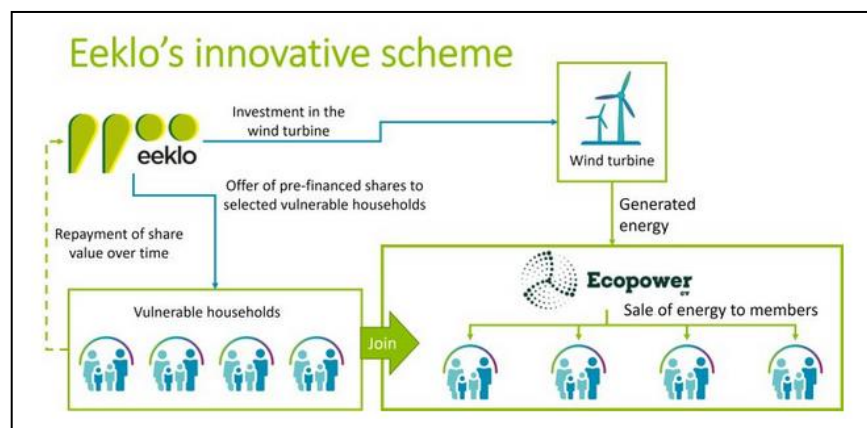 Eeklo's innovative scheme
eeklo
Investment in the
wind turbine
Wind turbine
Offer of pre-financed shares to
selected vulnerable households
Generated
energy
Repayment of share
value over time
Ecopower
cv
Vulnerable households
Sale of energy to members
Join